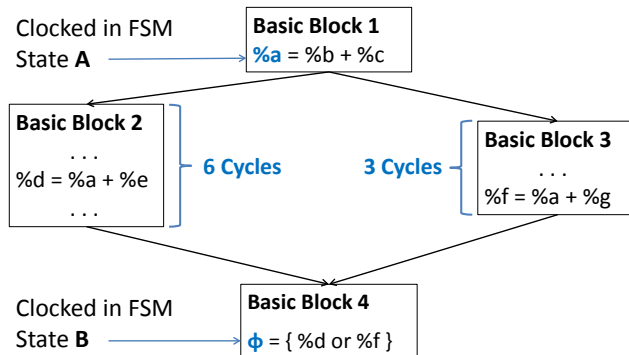 Clocked in FSM
State A
Basic Block 1
%a = %b + %c
Basic Block 2
. . .
%d = %a + %e
. . .
6 Cycles
3 Cycles
Basic Block 3
...
%f = %a + %g
Clocked in FSM
State B
Basic Block 4
ϕ = { %d or %f }